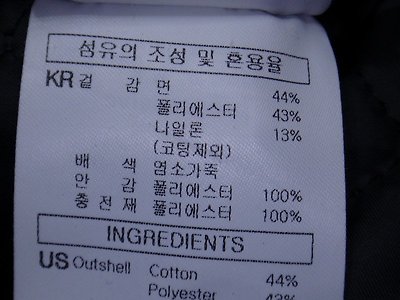 섬유의 조성 및 혼용율
KR 겉 감 면 44%
폴리에스터 43%
나일론 13%
(코팅제외)
배 색 염소가죽
안 감 폴리에스터 100%
충 전 재 폴리에스터 100%
INGREDIENTS
US Outshell Cotton 44%
Polyester 43%